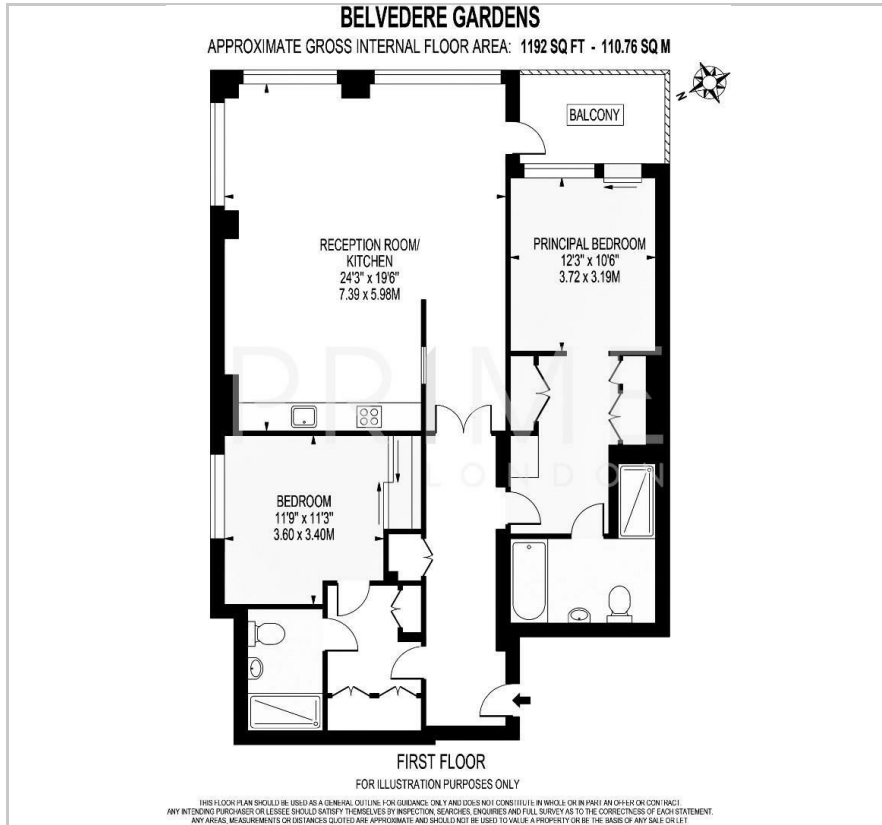 BELVEDERE GARDENS
APPROXIMATE GROSS INTERNAL FLOOR AREA: 1192 SQ FT - 110.76 SQ M
N
BALCONY
RECEPTION ROOM/
KITCHEN
24'3" x 19'6"
7.39 x 5.98M
PRINCIPAL BEDROOM
12'3" x 10'6"
3.72 x 3.19M
PRIME
LONDON
BEDROOM
11'9" x 11'3"
3.60 x 3.40M
FIRST FLOOR
FOR ILLUSTRATION PURPOSES ONLY
THIS FLOOR PLAN SHOULD BE USED AS A GENERAL OUTLINE FOR GUIDANCE ONLY AND DOES NOT CONSTITUTE IN WHOLE OR IN PART AN OFFER OR CONTRACT.
ANY INTENDING PURCHASER OR LESSEE SHOULD SATISFY THEMSELVES BY INSPECTION, SEARCHES, ENQUIRIES AND FULL SURVEY AS TO THE CORRECTNESS OF EACH STATEMENT.
ANY AREAS, MEASUREMENTS OR DISTANCES QUOTED ARE APPROXIMATE AND SHOULD NOT BE USED TO VALUE A PROPERTY OR BE THE BASIS OF ANY SALE OR LET